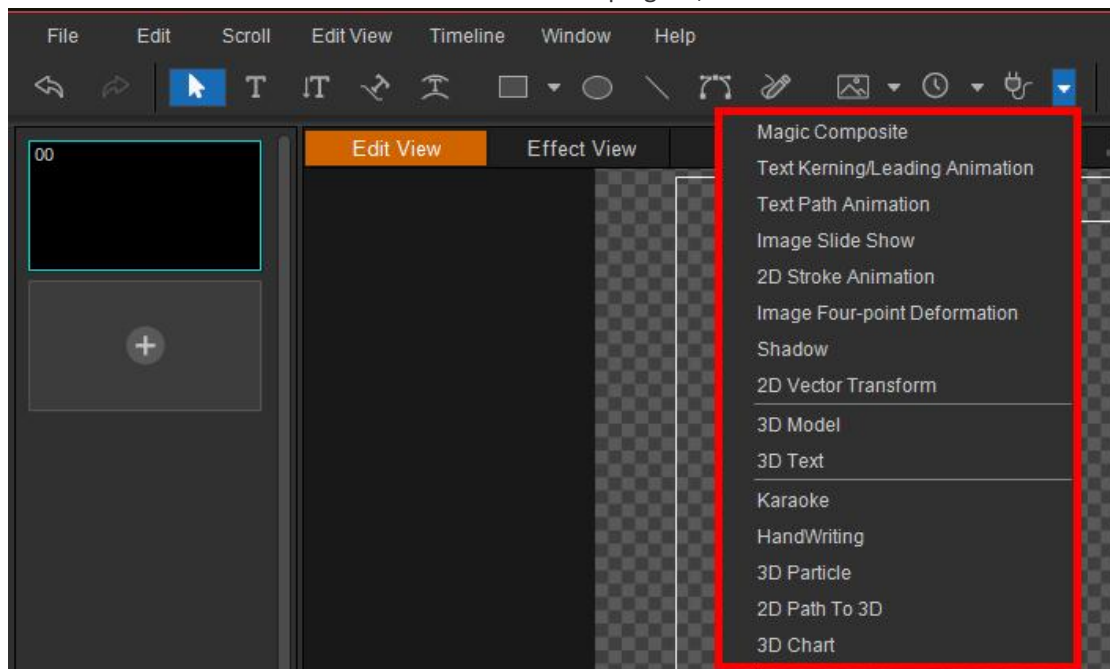 File Edit Scroll Edit View Timeline Window Help
T IT T T
00
Edit View Effect View
Magic Composite
Text Kerning/Leading Animation
Text Path Animation
Image Slide Show
2D Stroke Animation
Image Four-point Deformation
Shadow
2D Vector Transform
3D Model
3D Text
Karaoke
HandWriting
3D Particle
2D Path To 3D
3D Chart